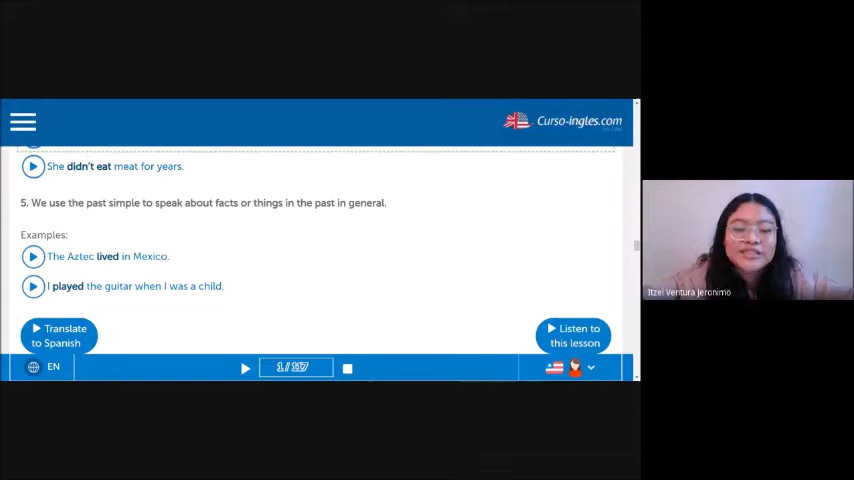 Curso-ingles.com
She didn't eat meat for years.
5. We use the past simple to speak about facts or things in the past in general.
Examples:
The Aztec lived in Mexico.
I played the guitar when I was a child.
Translate
to Spanish
Listen to
this lesson
EN
1 / 117
Itzel Ventura Jeronimo